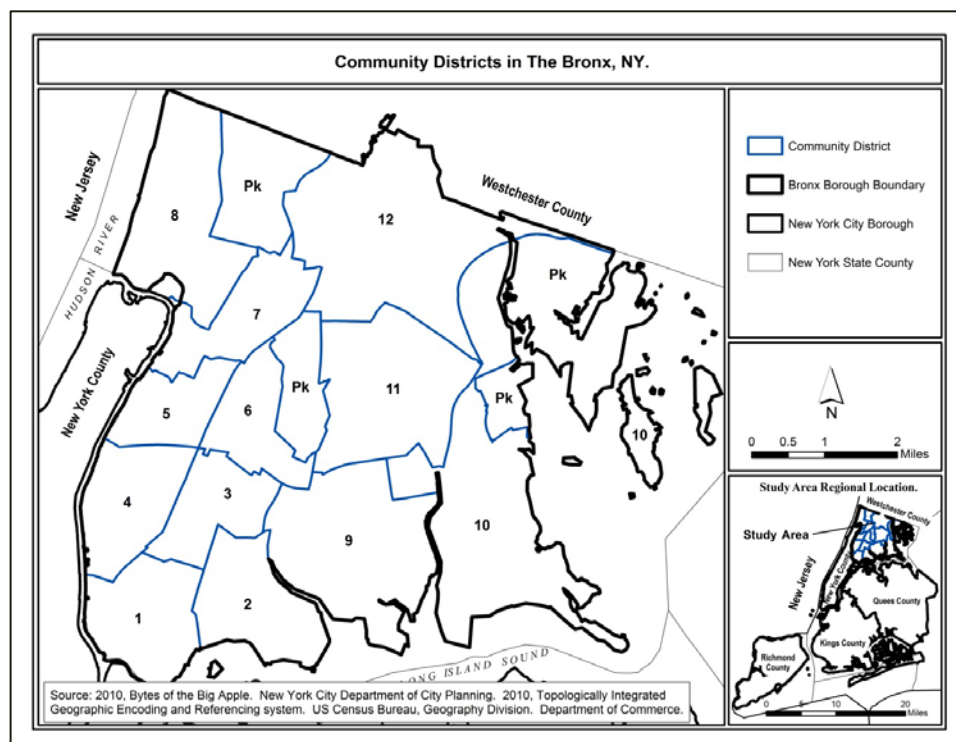 Community Districts in The Bronx, NY.
New Jersey
HUDSON RIVER
New York County
Westchester County
8
Pk
12
Pk
7
Pk
11
Pk
5
6
10
4
3
9
10
1
2
LONG ISLAND SOUND
Source: 2010, Bytes of the Big Apple. New York City Department of City Planning. 2010, Topologically Integrated
Geographic Encoding and Referencing system. US Census Bureau, Geography Division. Department of Commerce.
Community District
Bronx Borough Boundary
New York City Borough
New York State County
N
0 0.5 1 2
Miles
Study Area Regional Location.
Westchester County
Study Area
New Jersey
New York County
Quees County
Kings County
Richmond
County
0 5 10 20
Miles